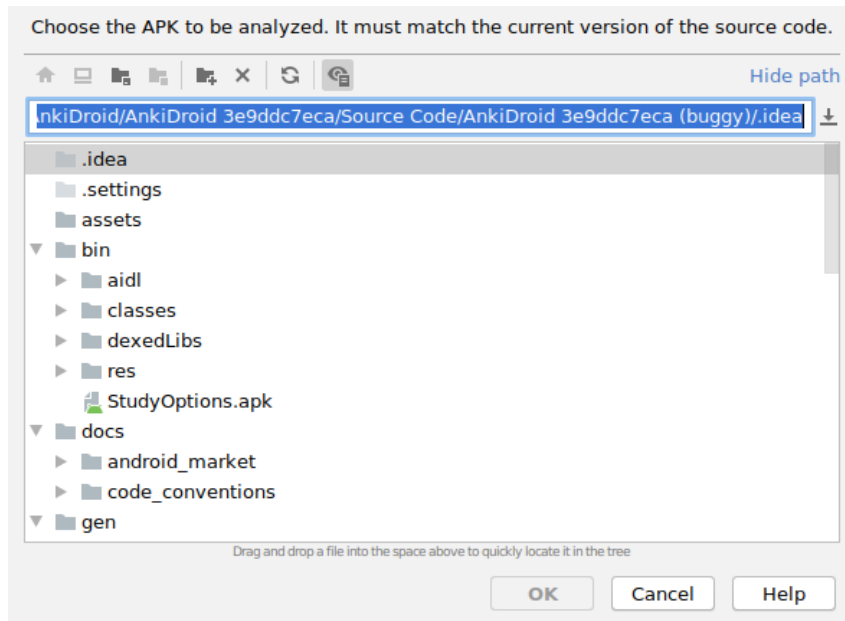 Choose the APK to be analyzed. It must match the current version of the source code.
Hide path
AnkiDroid/AnkiDroid 3e9ddc7eca/Source Code/AnkiDroid 3e9ddc7eca (buggy)/.idea
.idea
.settings
assets
bin
aidl
classes
dexedLibs
res
StudyOptions.apk
docs
android_market
code_conventions
gen
Drag and drop a file into the space above to quickly locate it in the tree
OK Cancel Help